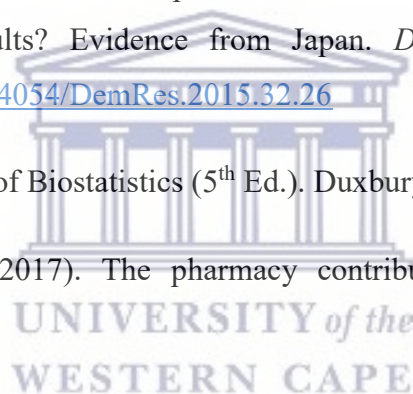 ults? Evidence from Japan. D
4054/DemRes.2015.32.26
of Biostatistics (5th Ed.). Duxbury
2017). The pharmacy contribu
UNIVERSITY of the
WESTERN CAPE